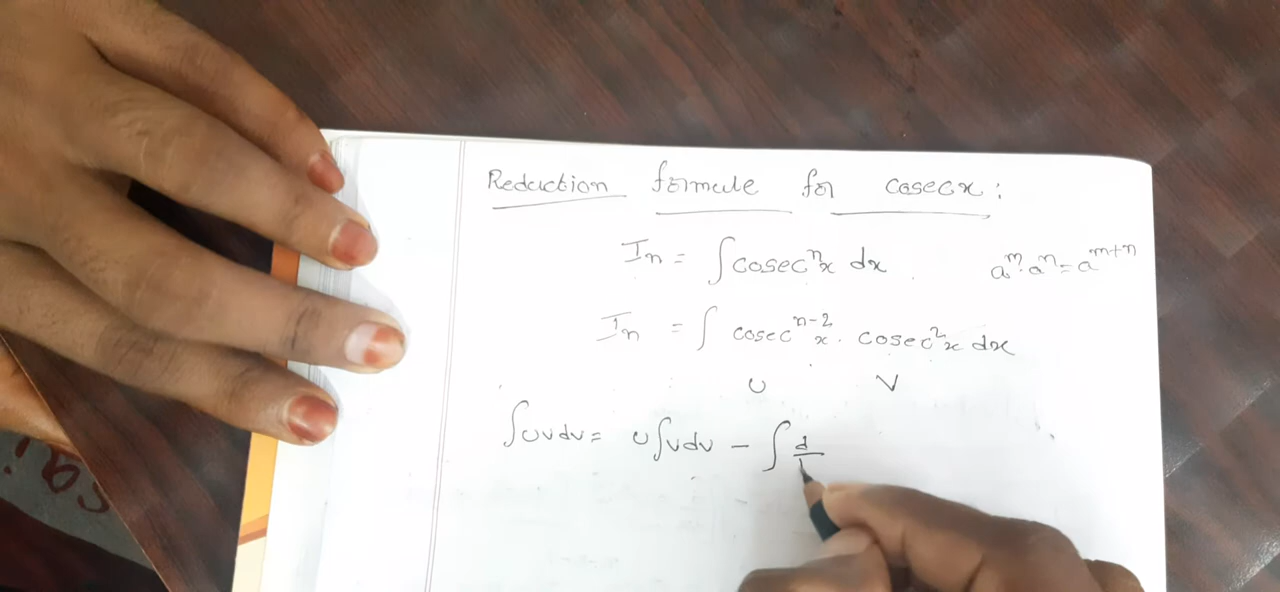 Reduction formule for cosecx:
Iₙ = ∫cosecⁿx dx. aᵐ·aⁿ=aᵐ⁺ⁿ
Iₙ = ∫ cosecⁿ⁻²x. cosec²x dx
U V
∫UVdv = U∫vdv - ∫ d